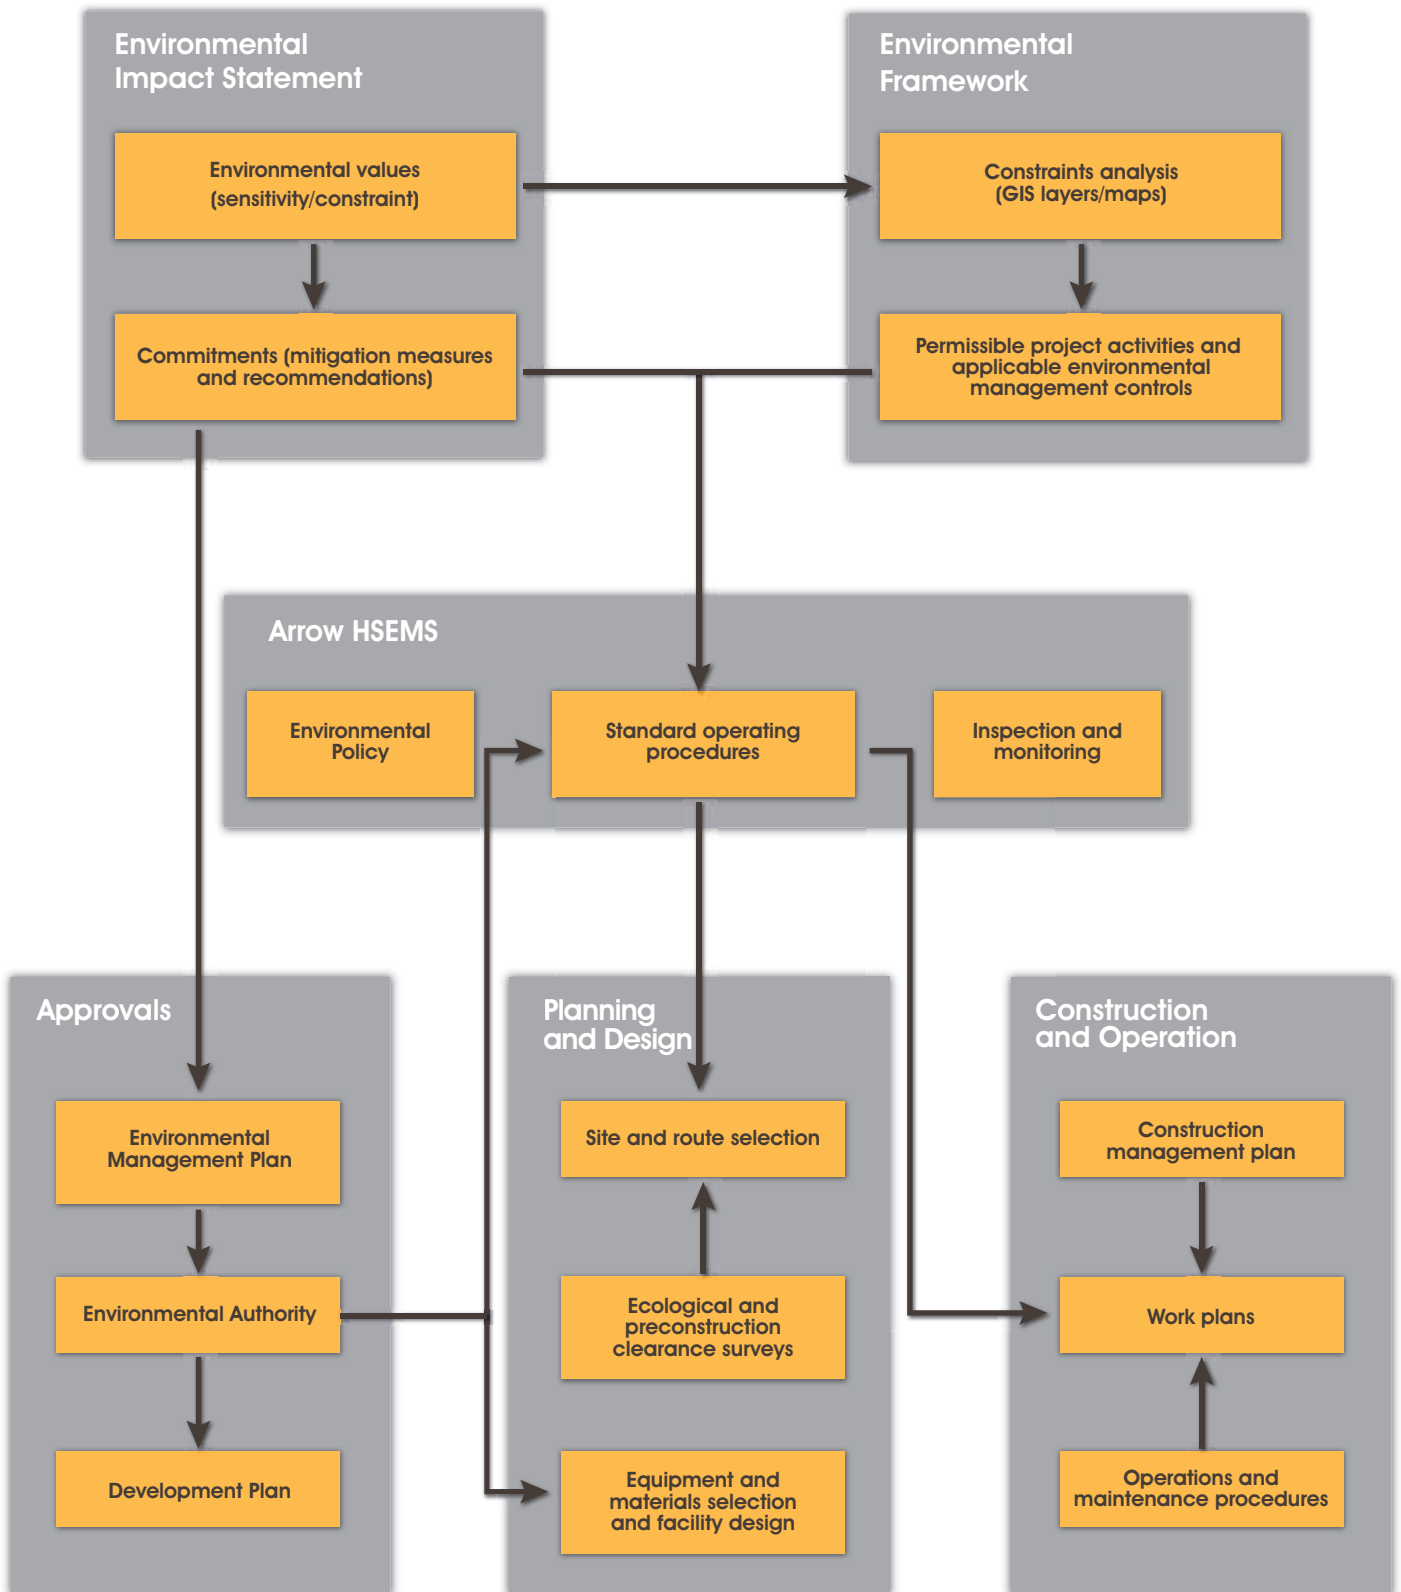 Environmental
Impact Statement
Environmental values
(sensitivity/constraint)
Commitments (mitigation measures
and recommendations)
Environmental
Framework
Constraints analysis
(GIS layers/maps)
Permissible project activities and
applicable environmental
management controls
Arrow HSEMS
Environmental
Policy
Standard operating
procedures
Inspection and
monitoring
Approvals
Environmental
Management Plan
Environmental Authority
Development Plan
Planning
and Design
Site and route selection
Ecological and
preconstruction
clearance surveys
Equipment and
materials selection
and facility design
Construction
and Operation
Construction
management plan
Work plans
Operations and
maintenance procedures